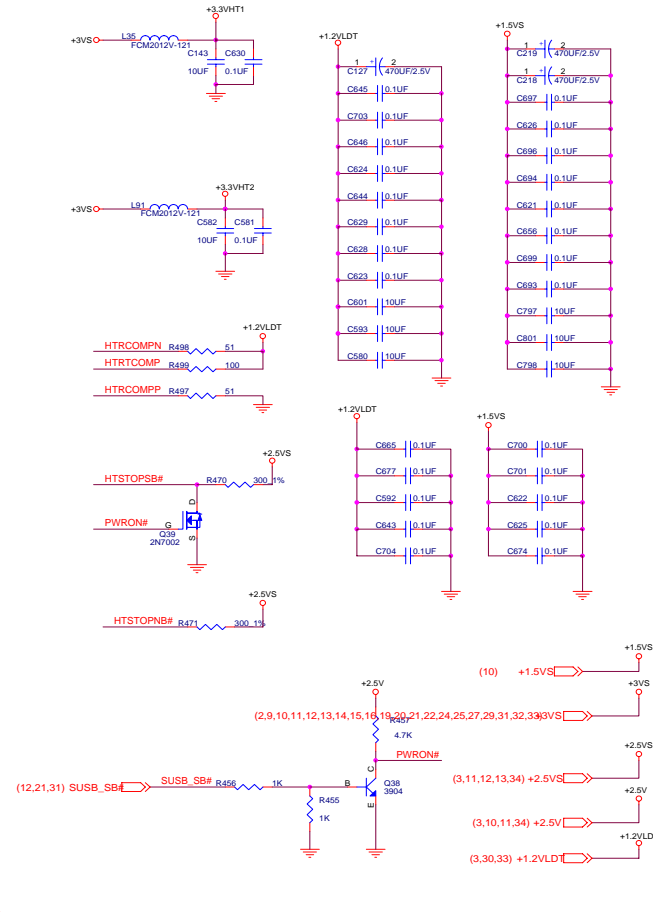 +3.3VHT1
+3VS
L35
FCM2012V-121
C143
C630
10UF
0.1UF
+3.3VHT2
+3VS
L91
FCM2012V-121
C582
C581
10UF
0.1UF
+1.2VLDT
HTRCOMPN
R498
51
HTRTCOMP
R499
100
HTRCOMPP
R497
51
+2.5VS
HTSTOPSB#
R470
300_1%
PWRON#
G
D
S
Q39
2N7002
+2.5VS
HTSTOPNB#
R471
300_1%
+1.2VLDT
1 + 2
C127 470UF/2.5V
C645 0.1UF
C703 0.1UF
C646 0.1UF
C624 0.1UF
C644 0.1UF
C629 0.1UF
C628 0.1UF
C623 0.1UF
C601 10UF
C593 10UF
C580 10UF
+1.5VS
1 + 2
C219 470UF/2.5V
1 + 2
C218 470UF/2.5V
C697 0.1UF
C626 0.1UF
C696 0.1UF
C694 0.1UF
C621 0.1UF
C656 0.1UF
C699 0.1UF
C693 0.1UF
C797 10UF
C801 10UF
C798 10UF
+1.2VLDT
C665 0.1UF
C677 0.1UF
C592 0.1UF
C643 0.1UF
C704 0.1UF
+1.5VS
C700 0.1UF
C701 0.1UF
C622 0.1UF
C625 0.1UF
C674 0.1UF
+2.5V
R457
4.7K
PWRON#
(12,21,31) SUSB_SB#
SUSB_SB#
R456
1K
R455
1K
B
C
E
Q38
3904
+1.5VS
(10) +1.5VS
+3VS
(2,9,10,11,12,13,14,15,16,19,20,21,22,24,25,27,29,31,32,33)+3VS
+2.5VS
(3,11,12,13,34) +2.5VS
+2.5V
(3,10,11,34) +2.5V
+1.2VLD
(3,30,33) +1.2VLDT